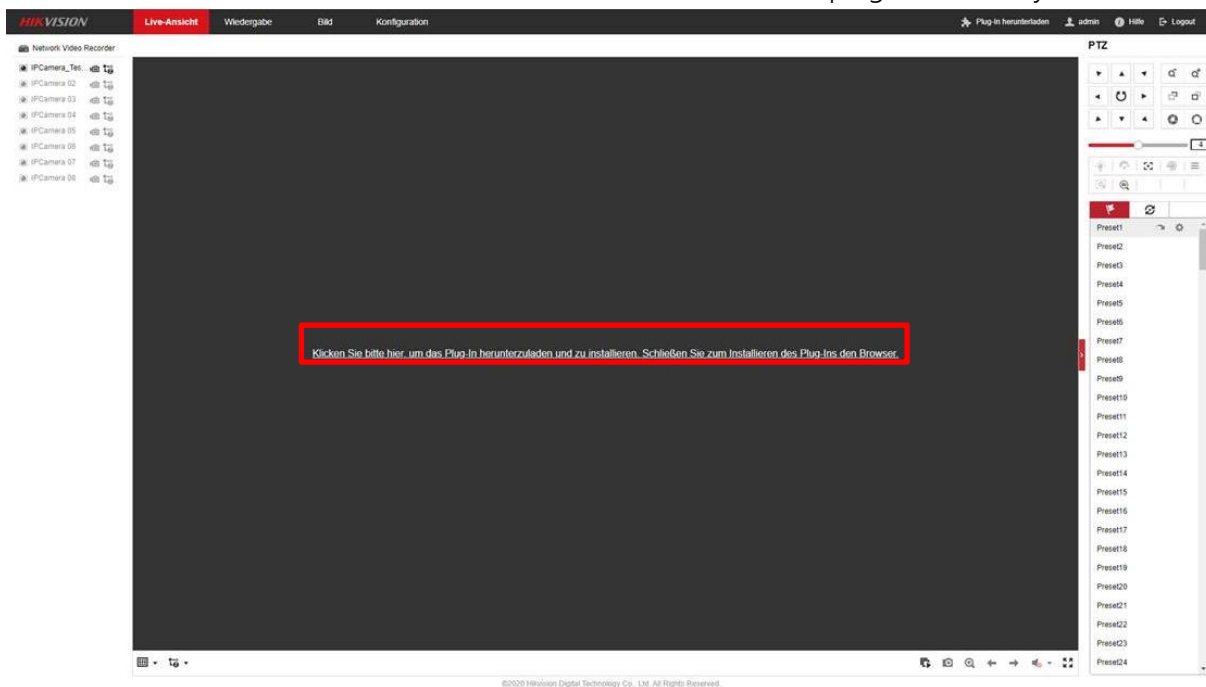 HIKVISION Live-Ansicht Wiedergabe Bild Konfiguration Plug-in herunterladen admin Hilfe Logout
Network Video Recorder
IPCamera_Tes...
IPCamera 02
IPCamera 03
IPCamera 04
IPCamera 05
IPCamera 06
IPCamera 07
IPCamera 08
Klicken Sie bitte hier, um das Plug-In herunterzuladen und zu installieren. Schließen Sie zum Installieren des Plug-Ins den Browser.
PTZ
4
Preset1
Preset2
Preset3
Preset4
Preset5
Preset6
Preset7
Preset8
Preset9
Preset10
Preset11
Preset12
Preset13
Preset14
Preset15
Preset16
Preset17
Preset18
Preset19
Preset20
Preset21
Preset22
Preset23
Preset24
©2020 Hikvision Digital Technology Co., Ltd. All Rights Reserved.